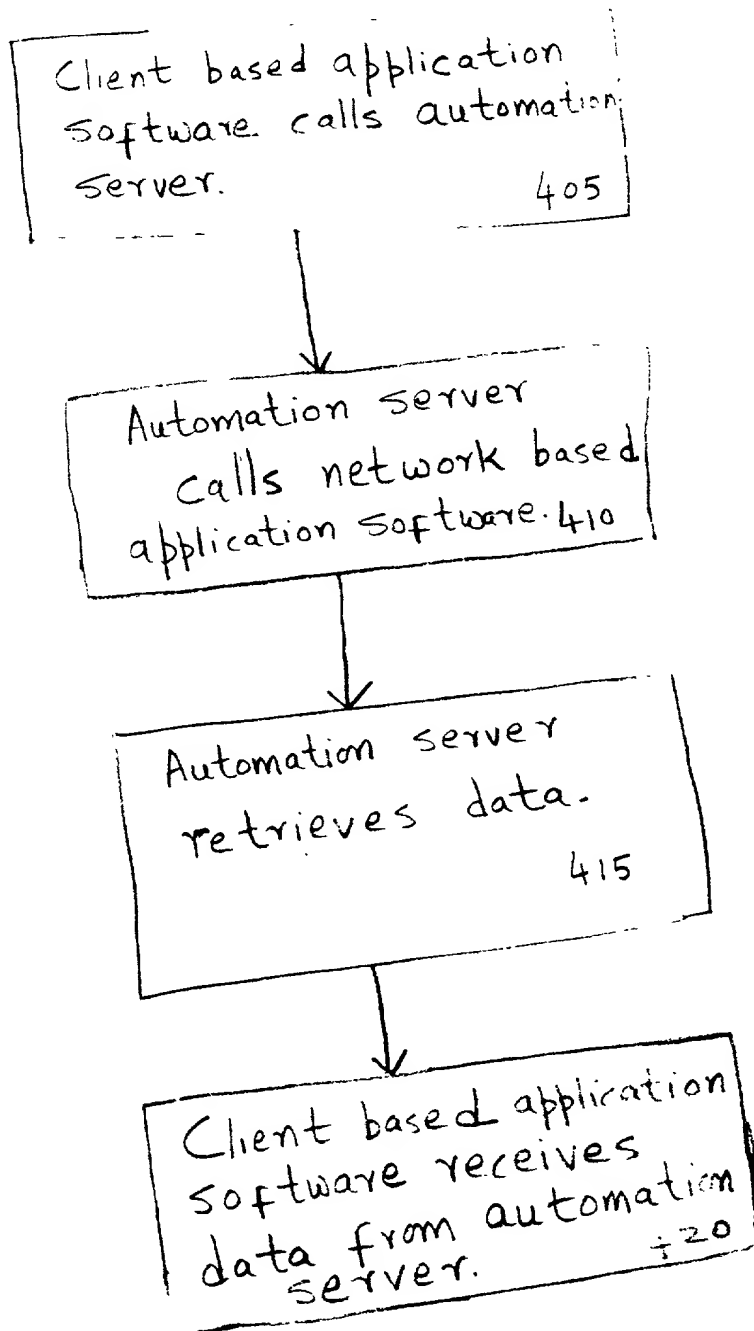 Client based application
software calls automation
server.
405
Automation server
calls network based
application software. 410
Automation server
retrieves data.
415
Client based application
software receives
data from automation
server.